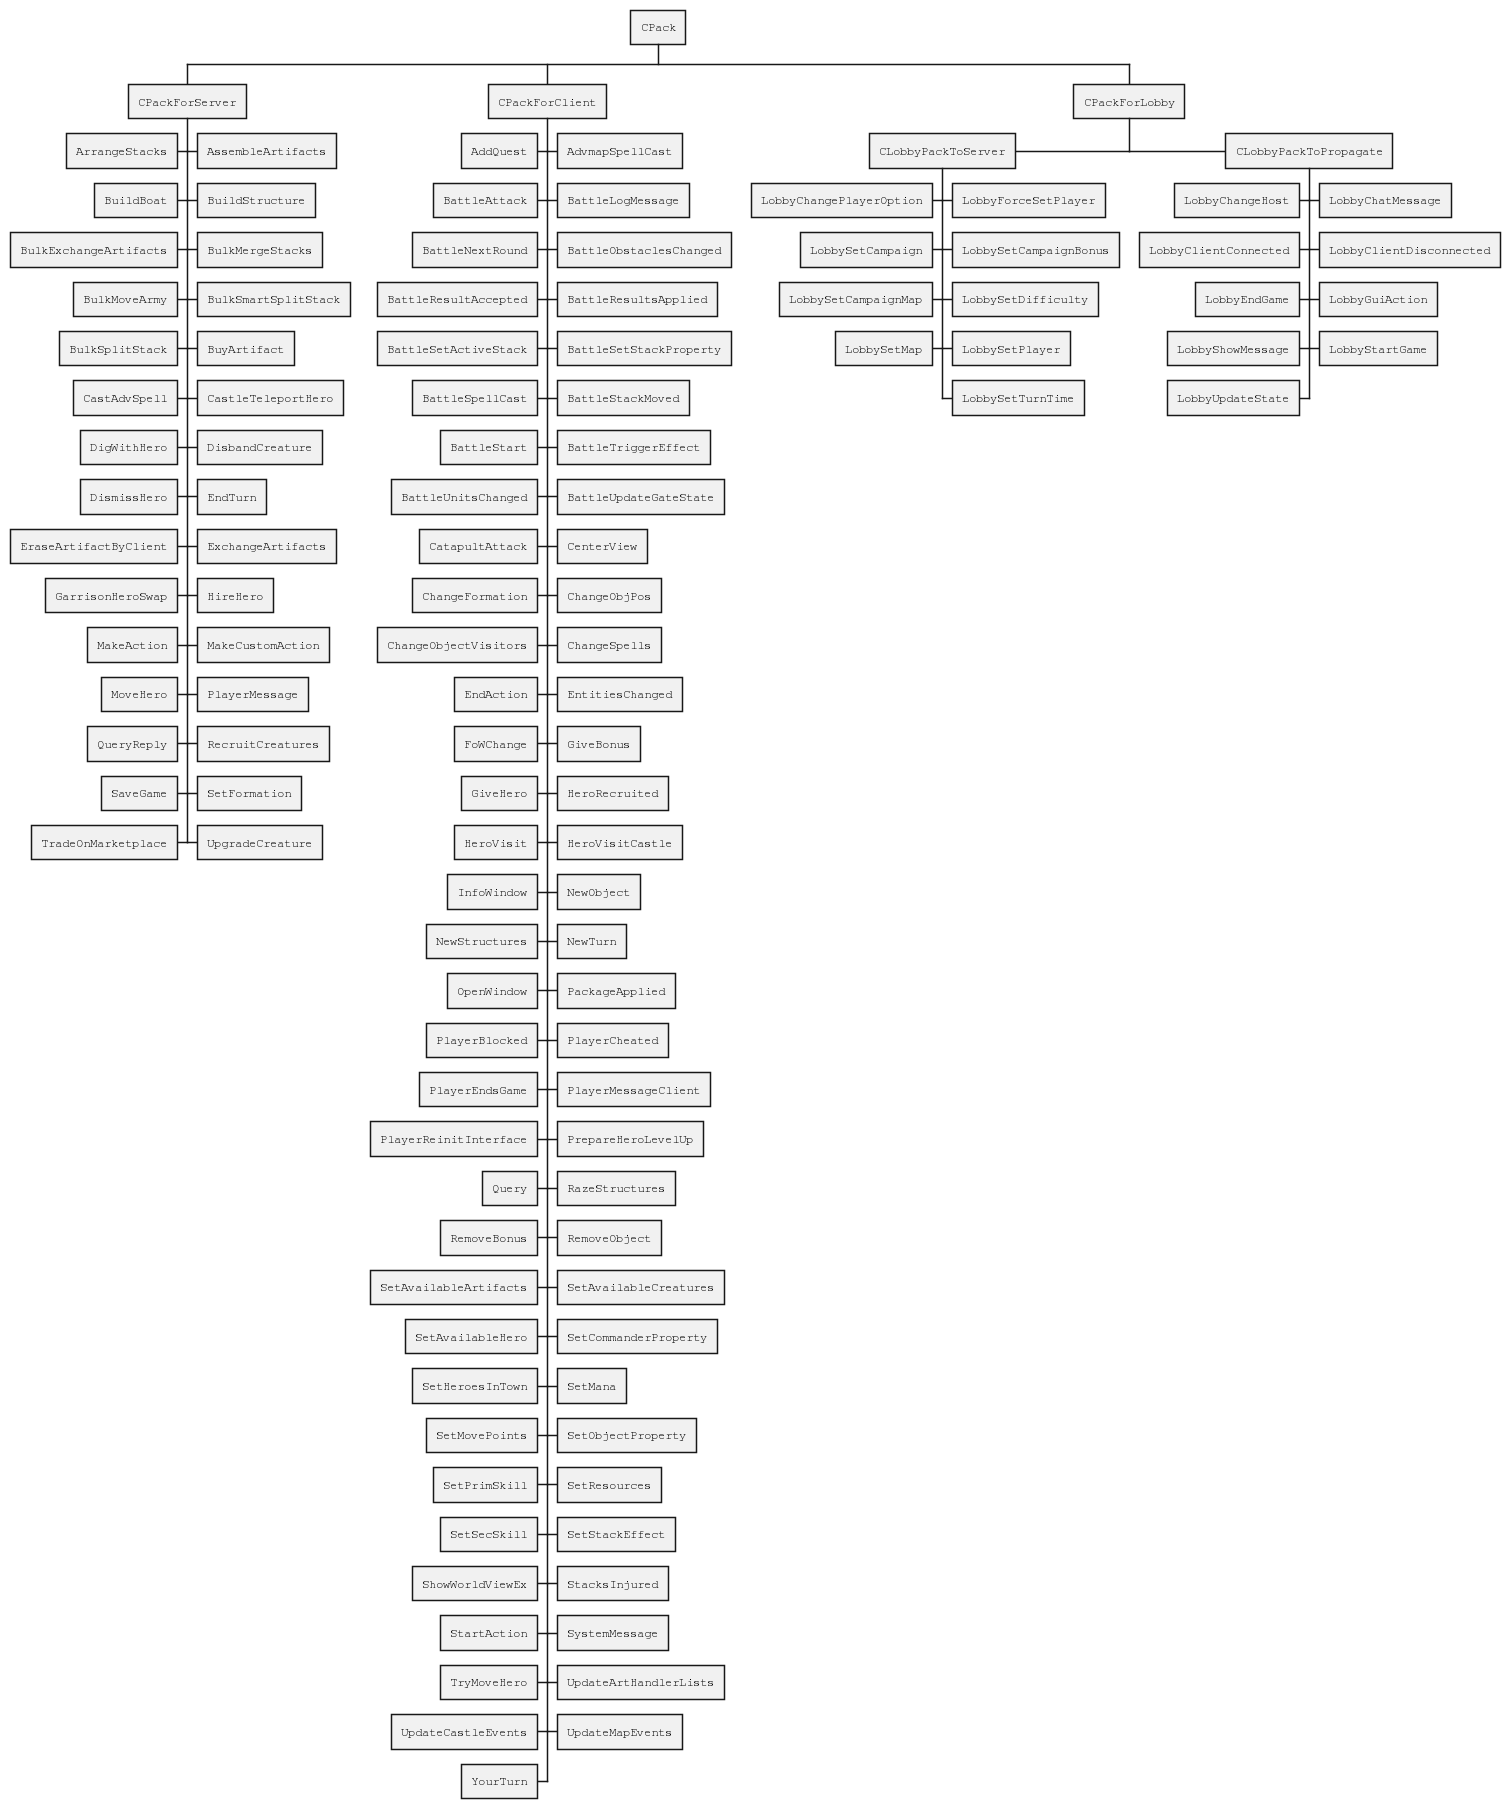 CPack
CPackForServer CPackForClient CPackForLobby
ArrangeStacks AssembleArtifacts AddQuest AdvmapSpellCast CLobbyPackToServer CLobbyPackToPropagate
BuildBoat BuildStructure BattleAttack BattleLogMessage LobbyChangePlayerOption LobbyForceSetPlayer LobbyChangeHost LobbyChatMessage
BulkExchangeArtifacts BulkMergeStacks BattleNextRound BattleObstaclesChanged LobbySetCampaign LobbySetCampaignBonus LobbyClientConnected LobbyClientDisconnected
BulkMoveArmy BulkSmartSplitStack BattleResultAccepted BattleResultsApplied LobbySetCampaignMap LobbySetDifficulty LobbyEndGame LobbyGuiAction
BulkSplitStack BuyArtifact BattleSetActiveStack BattleSetStackProperty LobbySetMap LobbySetPlayer LobbyShowMessage LobbyStartGame
CastAdvSpell CastleTeleportHero BattleSpellCast BattleStackMoved LobbySetTurnTime LobbyUpdateState
DigWithHero DisbandCreature BattleStart BattleTriggerEffect
DismissHero EndTurn BattleUnitsChanged BattleUpdateGateState
EraseArtifactByClient ExchangeArtifacts CatapultAttack CenterView
GarrisonHeroSwap HireHero ChangeFormation ChangeObjPos
MakeAction MakeCustomAction ChangeObjectVisitors ChangeSpells
MoveHero PlayerMessage EndAction EntitiesChanged
QueryReply RecruitCreatures FoWChange GiveBonus
SaveGame SetFormation GiveHero HeroRecruited
TradeOnMarketplace UpgradeCreature HeroVisit HeroVisitCastle
InfoWindow NewObject
NewStructures NewTurn
OpenWindow PackageApplied
PlayerBlocked PlayerCheated
PlayerEndsGame PlayerMessageClient
PlayerReinitInterface PrepareHeroLevelUp
Query RazeStructures
RemoveBonus RemoveObject
SetAvailableArtifacts SetAvailableCreatures
SetAvailableHero SetCommanderProperty
SetHeroesInTown SetMana
SetMovePoints SetObjectProperty
SetPrimSkill SetResources
SetSecSkill SetStackEffect
ShowWorldViewEx StacksInjured
StartAction SystemMessage
TryMoveHero UpdateArtHandlerLists
UpdateCastleEvents UpdateMapEvents
YourTurn